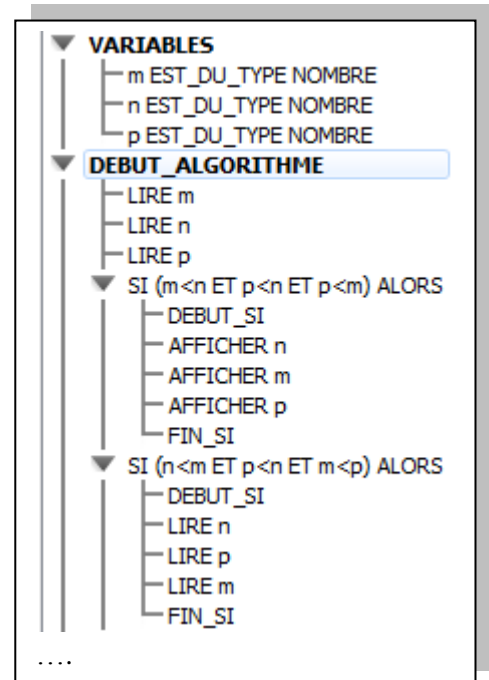 VARIABLES
m EST_DU_TYPE NOMBRE
n EST_DU_TYPE NOMBRE
p EST_DU_TYPE NOMBRE
DEBUT_ALGORITHME
LIRE m
LIRE n
LIRE p
SI (m<n ET p<n ET p<m) ALORS
DEBUT_SI
AFFICHER n
AFFICHER m
AFFICHER p
FIN_SI
SI (n<m ET p<n ET m<p) ALORS
DEBUT_SI
LIRE n
LIRE p
LIRE m
FIN_SI
....